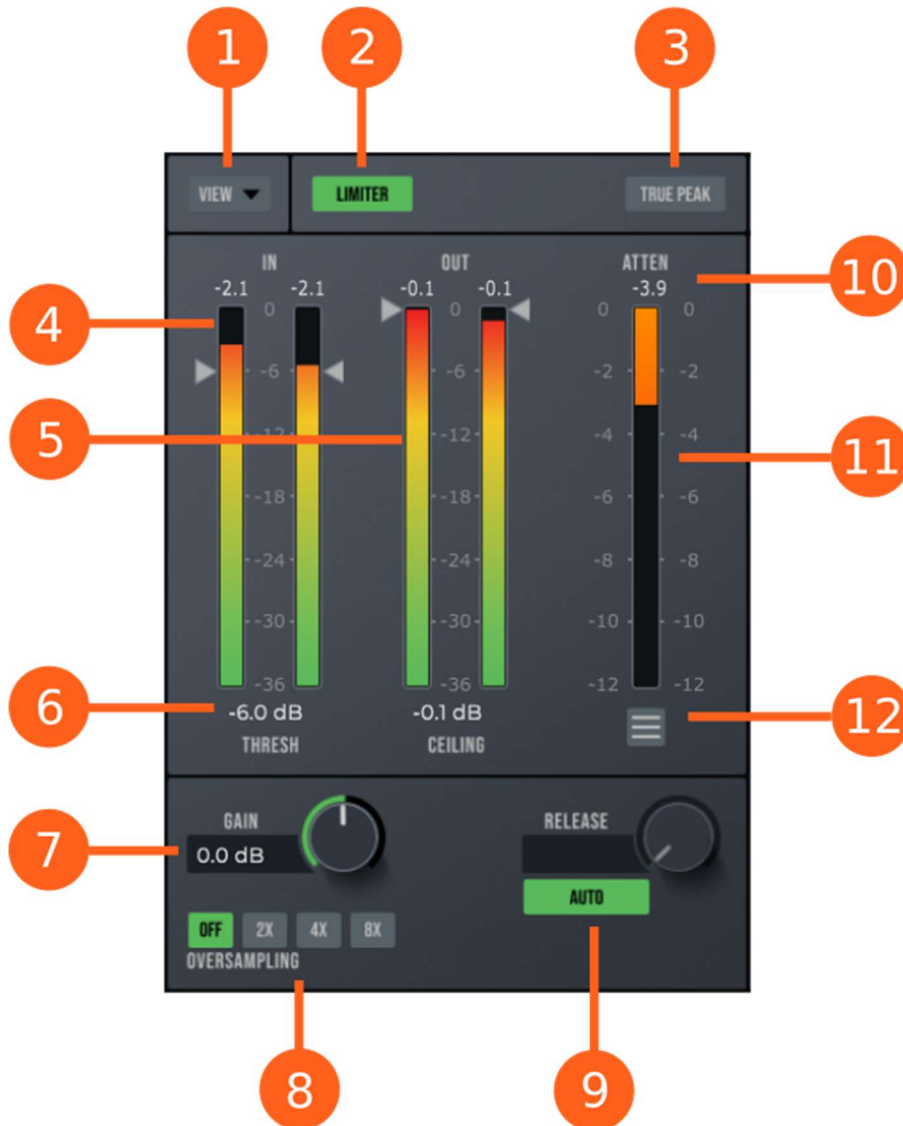 1 2 3
VIEW LIMITER TRUE PEAK
IN OUT ATTEN
10
-2.1 -2.1 -0.1 -0.1 -3.9
4
0 0 0 0
-6 -6 -2 -2
5
-12 -12 -4 -4
11
-18 -18 -6 -6
-24 -24 -8 -8
-30 -30 -10 -10
-36 -36 -12 -12
6
-6.0 dB -0.1 dB
12
THRESH CEILING
GAIN RELEASE
7
0.0 dB
AUTO
OFF 2X 4X 8X
OVERSAMPLING
8 9